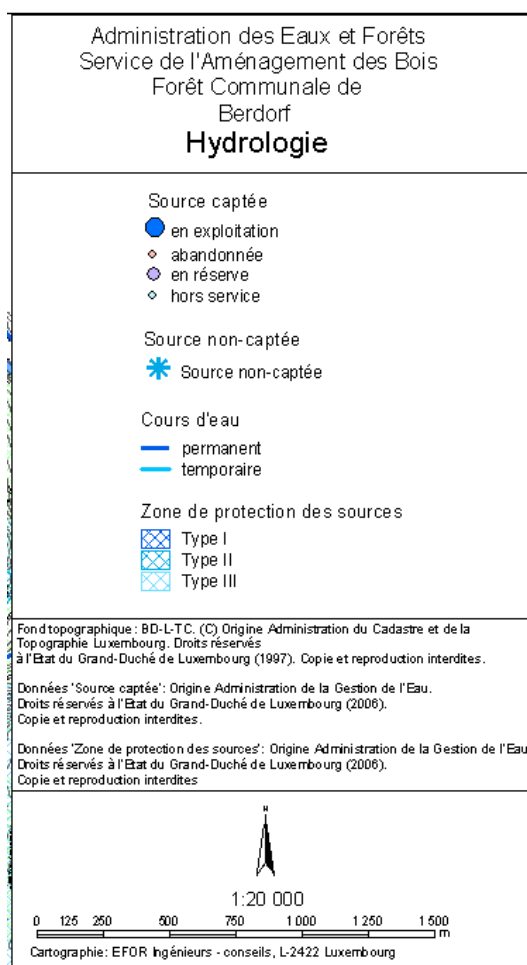 Administration des Eaux et Forêts
Service de l'Aménagement des Bois
Forêt Communale de
Berdorf
Hydrologie
Source captée
en exploitation
abandonnée
en réserve
hors service
Source non-captée
Source non-captée
Cours d'eau
permanent
temporaire
Zone de protection des sources
Type I
Type II
Type III
Fond topographique : BD-L-TC. (C) Origine Administration du Cadastre et de la
Topographie Luxembourg. Droits réservés
à l'Etat du Grand-Duché de Luxembourg (1997). Copie et reproduction interdites.
Données 'Source captée': Origine Administration de la Gestion de l'Eau.
Droits réservés à l'Etat du Grand-Duché de Luxembourg (2006).
Copie et reproduction interdites.
Données 'Zone de protection des sources': Origine Administration de la Gestion de l'Eau
Droits réservés à l'Etat du Grand-Duché de Luxembourg (2006).
Copie et reproduction interdites
N
1:20 000
0 125 250 500 750 1 000 1 250 1 500
m
Cartographie: EFOR Ingénieurs - conseils, L-2422 Luxembourg